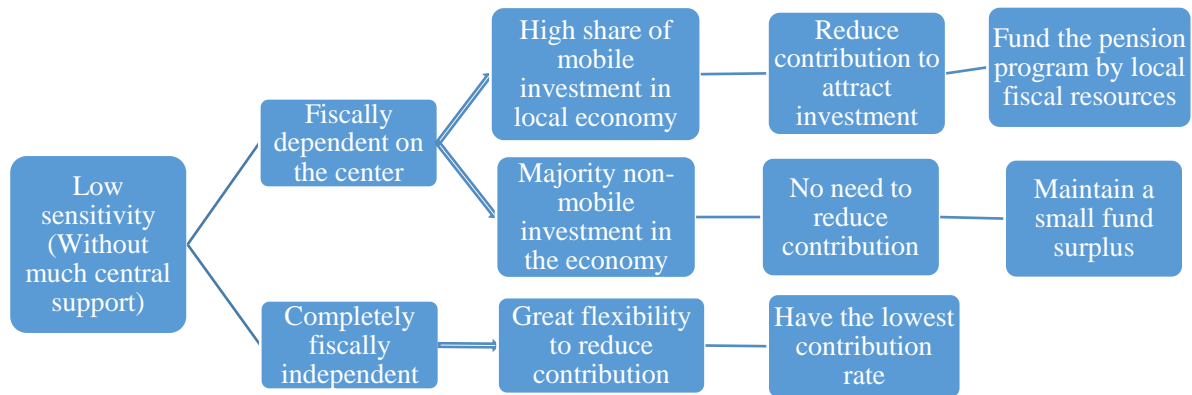 Low
sensitivity
(Without
much central
support)
Fiscally
dependent on
the center
High share of
mobile
investment in
local economy
Reduce
contribution to
attract
investment
Fund the pension
program by local
fiscal resources
Majority non-
mobile
investment in
the economy
No need to
reduce
contribution
Maintain a
small fund
surplus
Completely
fiscally
independent
Great flexibility
to reduce
contribution
Have the lowest
contribution
rate